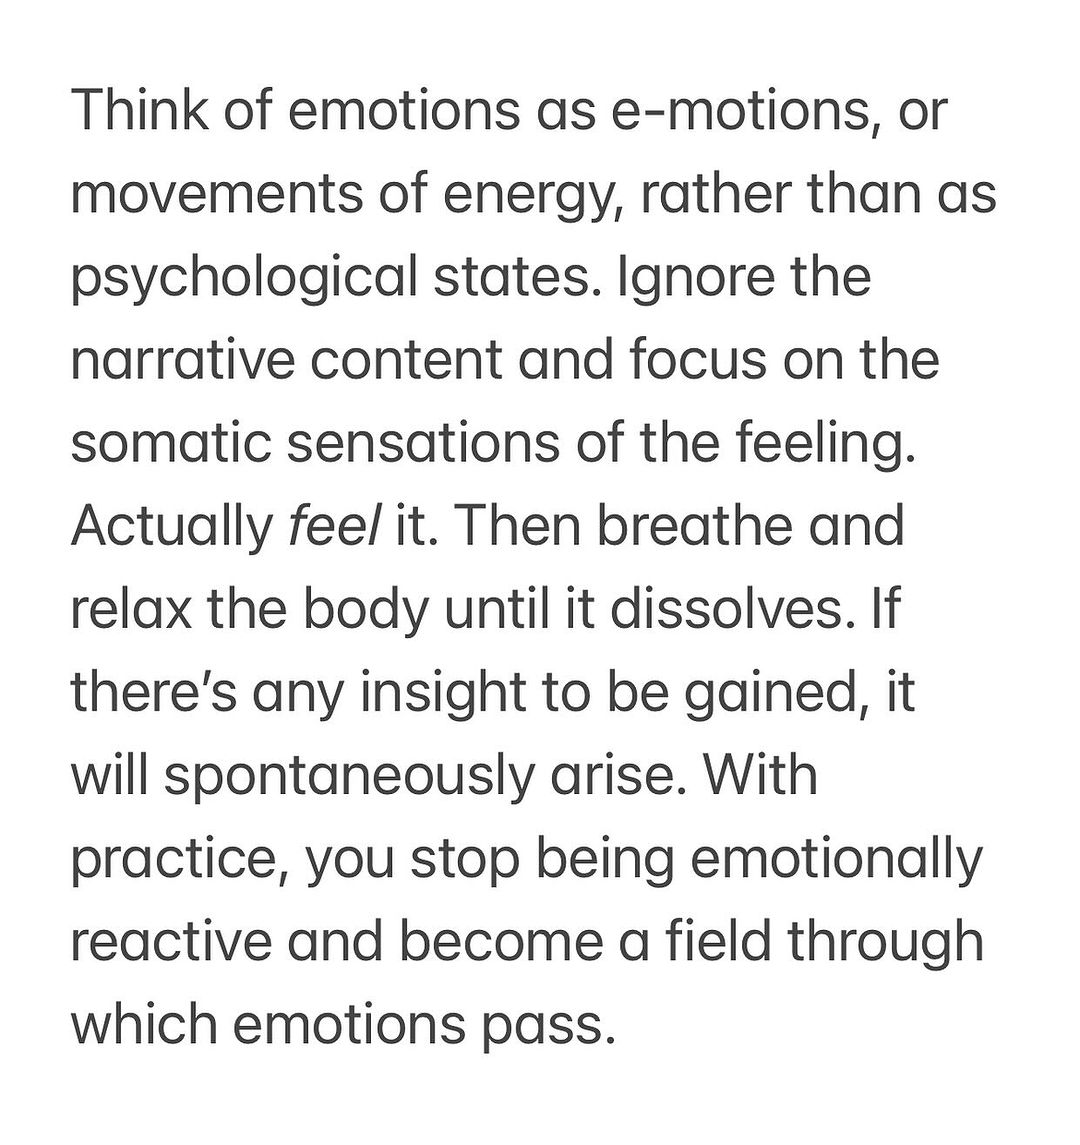 Think of emotions as e-motions, or
movements of energy, rather than as
psychological states. Ignore the
narrative content and focus on the
somatic sensations of the feeling.
Actually feel it. Then breathe and
relax the body until it dissolves. If
there’s any insight to be gained, it
will spontaneously arise. With
practice, you stop being emotionally
reactive and become a field through
which emotions pass.